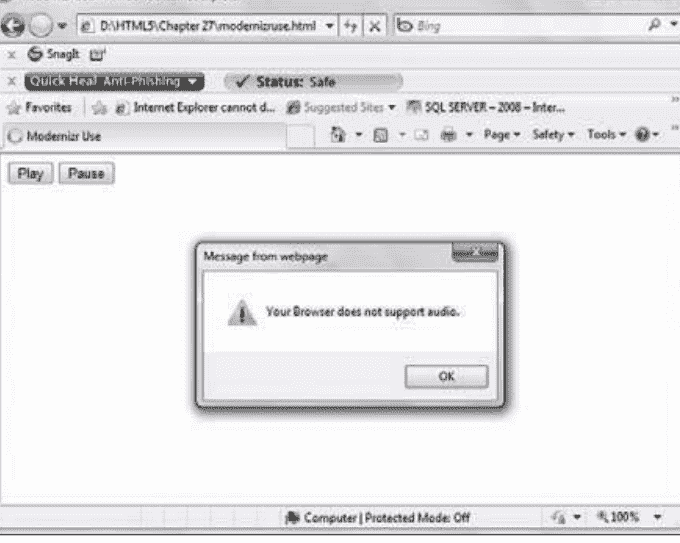 D:\HTML5\Chapter 27\modernizruse.html Bing
x SnagIt
x Quick Heal Anti-Phishing Status: Safe
Favorites Internet Explorer cannot d... Suggested Sites SQL SERVER – 2008 – Inter...
Modernizr Use Page Safety Tools
Play Pause
Message from webpage
Your Browser does not support audio.
OK
Computer | Protected Mode: Off 100%